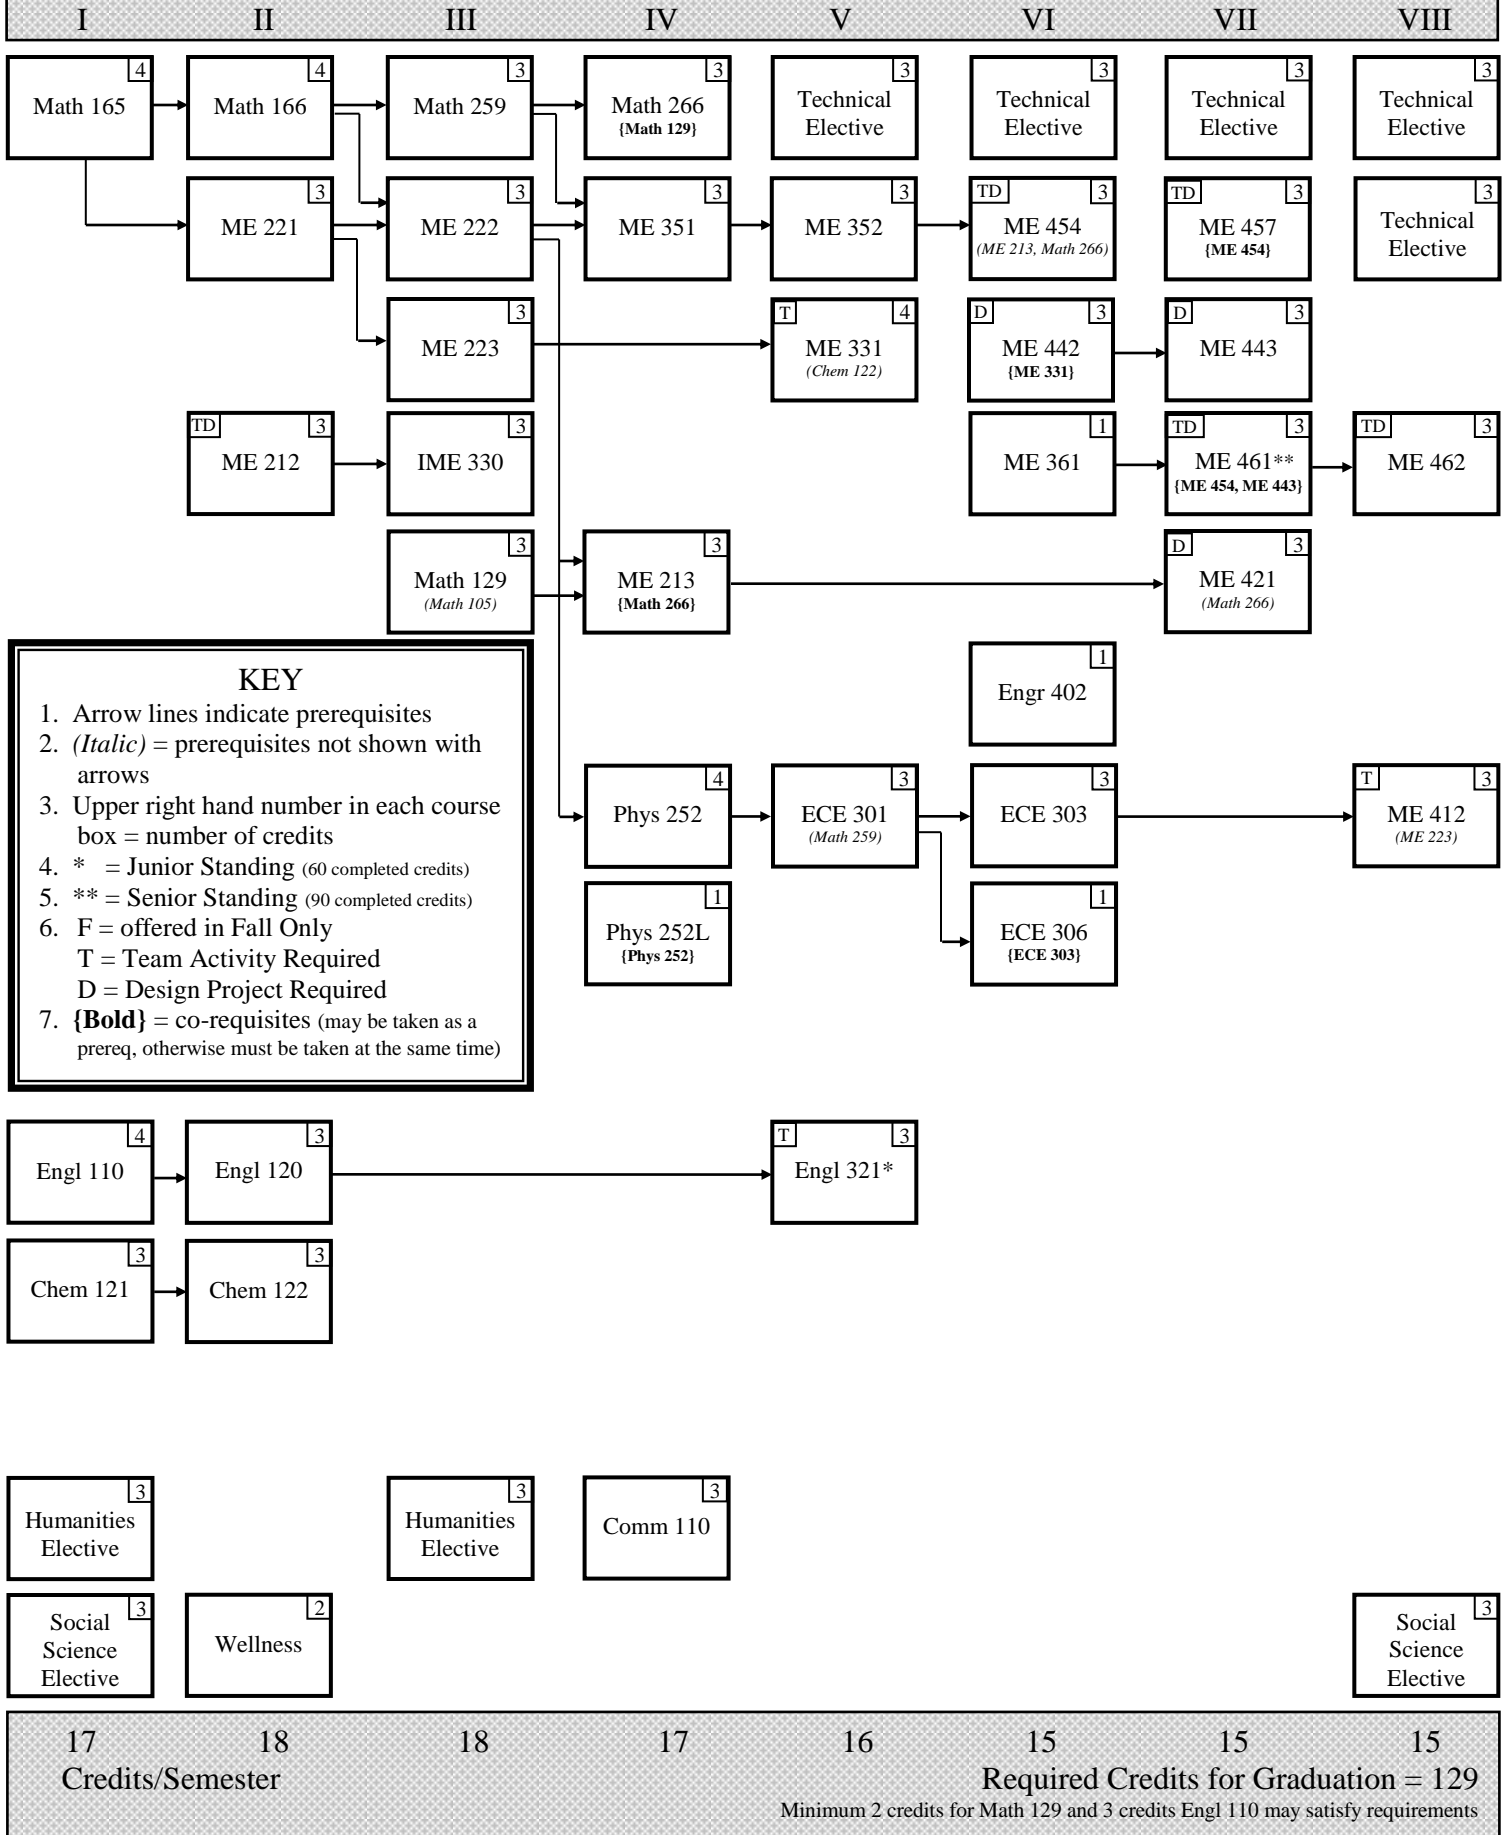 I II III IV V VI VII VIII
4 4 3 3 3 3 3 3
Math 165 Math 166 Math 259 Math 266 Technical Technical Technical Technical
{Math 129} Elective Elective Elective Elective
3 3 3 3 TD 3 TD 3 3
ME 221 ME 222 ME 351 ME 352 ME 454 ME 457 Technical
(ME 213, Math 266) {ME 454} Elective
3 T 4 D 3 D 3
ME 223 ME 331 ME 442 ME 443
(Chem 122) {ME 331}
TD 3 3 1 TD 3 TD 3
ME 212 IME 330 ME 361 ME 461** ME 462
{ME 454, ME 443}
3 3 D 3
Math 129 ME 213 ME 421
(Math 105) {Math 266} (Math 266)
KEY
1. Arrow lines indicate prerequisites
2. (Italic) = prerequisites not shown with
arrows
3. Upper right hand number in each course
box = number of credits
4. * = Junior Standing (60 completed credits)
5. ** = Senior Standing (90 completed credits)
6. F = offered in Fall Only
T = Team Activity Required
D = Design Project Required
7. {Bold} = co-requisites (may be taken as a
prereq, otherwise must be taken at the same time)
1
Engr 402
4 3 3 T 3
Phys 252 ECE 301 ECE 303 ME 412
(Math 259) (ME 223)
1 1
Phys 252L ECE 306
{Phys 252} {ECE 303}
4 3 T 3
Engl 110 Engl 120 Engl 321*
3 3
Chem 121 Chem 122
3 3 3
Humanities Humanities Comm 110
Elective Elective
3 2 3
Social Wellness Social
Science Science
Elective Elective
17 18 18 17 16 15 15 15
Credits/Semester Required Credits for Graduation = 129
Minimum 2 credits for Math 129 and 3 credits Engl 110 may satisfy requirements